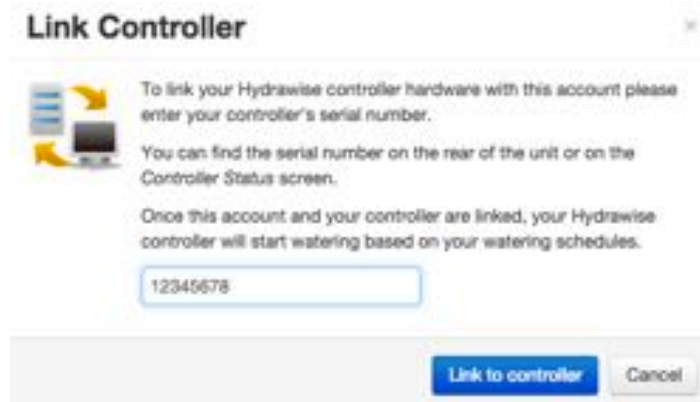 Link Controller
To link your Hydrawise controller hardware with this account please
enter your controller's serial number.
You can find the serial number on the rear of the unit or on the
Controller Status screen.
Once this account and your controller are linked, your Hydrawise
controller will start watering based on your watering schedules.
12345678
Link to controller Cancel